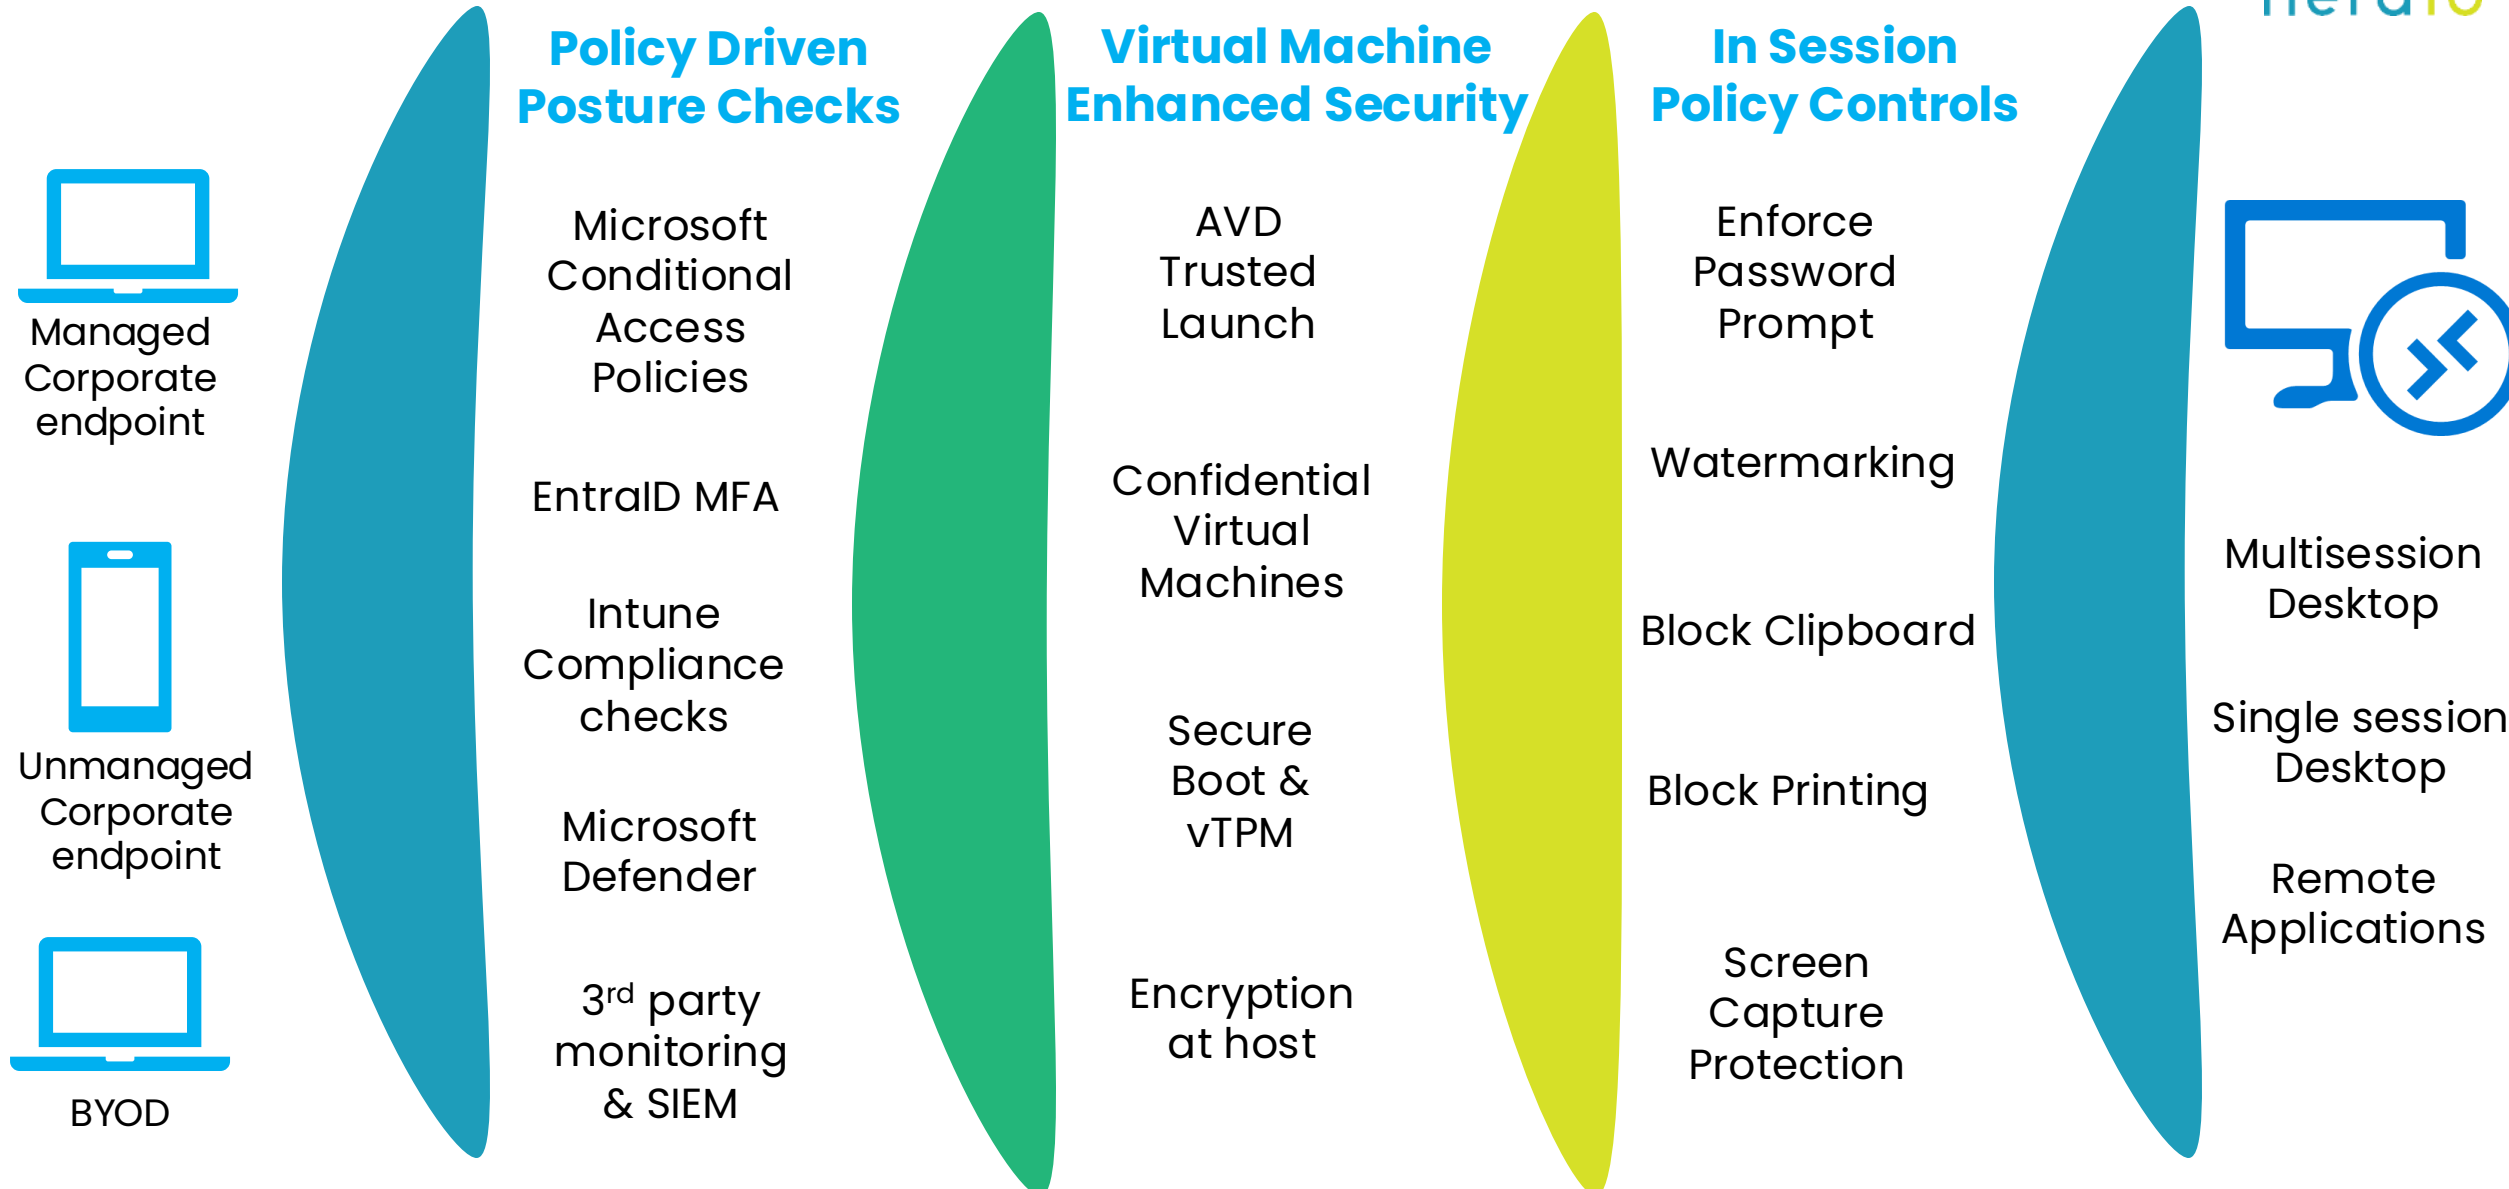 Managed
Corporate
endpoint
Unmanaged
Corporate
endpoint
BYOD
Policy Driven
Posture Checks
Microsoft
Conditional
Access
Policies
EntraID MFA
Intune
Compliance
checks
Microsoft
Defender
3rd party
monitoring
& SIEM
Virtual Machine
Enhanced Security
AVD
Trusted
Launch
Confidential
Virtual
Machines
Secure
Boot &
vTPM
Encryption
at host
In Session
Policy Controls
Enforce
Password
Prompt
Watermarking
Block Clipboard
Block Printing
Screen
Capture
Protection
Multisession
Desktop
Single session
Desktop
Remote
Applications